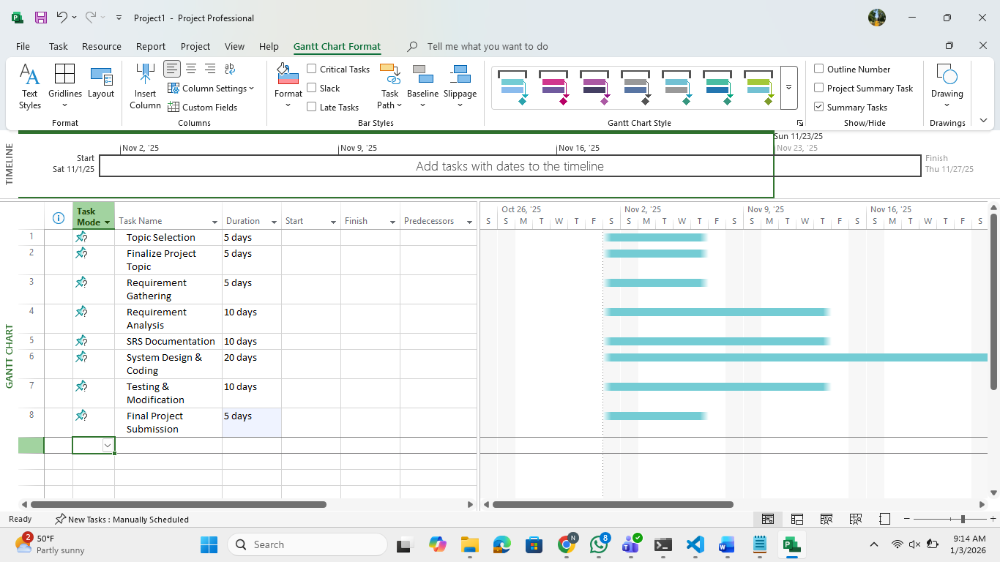 Project1 - Project Professional
File Task Resource Report Project View Help Gantt Chart Format Tell me what you want to do
Text Styles
Gridlines
Layout
Format
Insert Column
ab
c
Column Settings
Custom Fields
Columns
Format
Critical Tasks
Slack
Late Tasks
Task Path
Baseline
Slippage
Bar Styles
Gantt Chart Style
Outline Number
Project Summary Task
Summary Tasks
Show/Hide
Drawing
Drawings
TIMELINE
Sun 11/23/25
Nov 2, '25 Nov 9, '25 Nov 16, '25 Nov 23, '25
Start
Sat 11/1/25
Add tasks with dates to the timeline
Finish
Thu 11/27/25
GANTT CHART
Task Mode Task Name Duration Start Finish Predecessors
Oct 26, '25 Nov 2, '25 Nov 9, '25 Nov 16, '25
S S M T W T F S S M T W T F S S M T W T F S S M T W T F S
1 Topic Selection 5 days
2 Finalize Project 5 days
Topic
3 Requirement 5 days
Gathering
4 Requirement 10 days
Analysis
5 SRS Documentation 10 days
6 System Design & 20 days
Coding
7 Testing & 10 days
Modification
8 Final Project 5 days
Submission
Ready New Tasks : Manually Scheduled
2
50°F
Partly sunny
Search
N
8
9:14 AM
1/3/2026